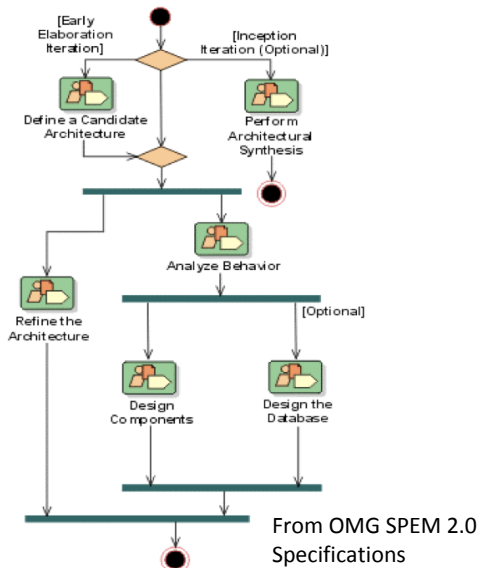 [Early
Elaboration
Iteration]
[Inception
Iteration (Optional)]
Define a Candidate
Architecture
Perform
Architectural
Synthesis
Analyze Behavior
Refine the
Architecture
[Optional]
Design
Components
Design the
Database
From OMG SPEM 2.0
Specifications